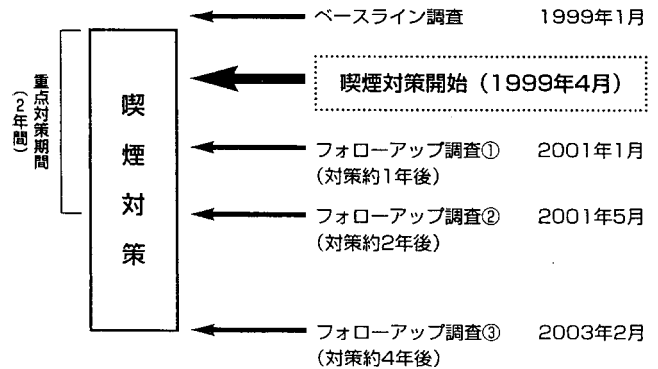 ベースライン調査 1999年1月
喫煙対策開始（1999年4月）
重点対策期間
（2年間）
喫煙対策
フォローアップ調査① 2001年1月
（対策約1年後）
フォローアップ調査② 2001年5月
（対策約2年後）
フォローアップ調査③ 2003年2月
（対策約4年後）